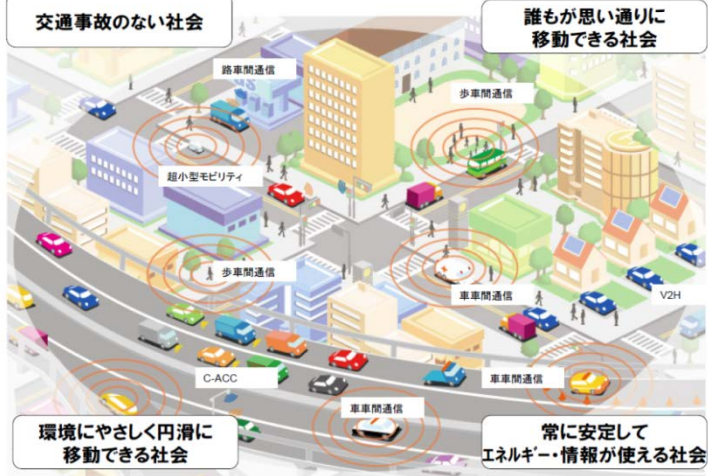 交通事故のない社会
誰もが思い通りに
移動できる社会
路車間通信
歩車間通信
超小型モビリティ
歩車間通信
車車間通信
V2H
C-ACC
車車間通信
車車間通信
環境にやさしく円滑に
移動できる社会
常に安定して
エネルギー・情報が使える社会